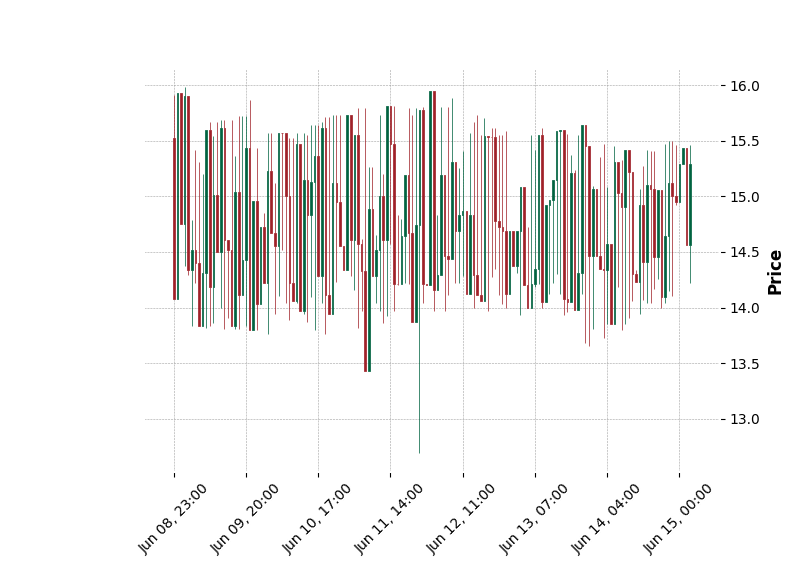 16.0
15.5
15.0
14.5
14.0
13.5
13.0
Price
Jun 08, 23:00
Jun 09, 20:00
Jun 10, 17:00
Jun 11, 14:00
Jun 12, 11:00
Jun 13, 07:00
Jun 14, 04:00
Jun 15, 00:00